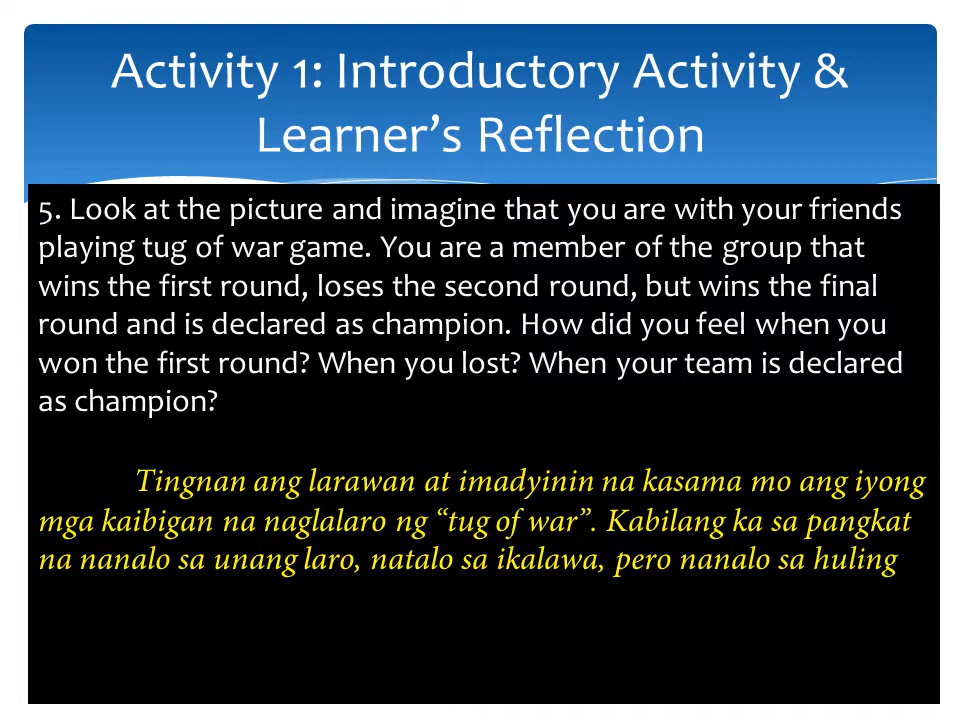 Activity 1: Introductory Activity &
Learner’s Reflection
5. Look at the picture and imagine that you are with your friends
playing tug of war game. You are a member of the group that
wins the first round, loses the second round, but wins the final
round and is declared as champion. How did you feel when you
won the first round? When you lost? When your team is declared
as champion?
Tingnan ang larawan at imadyinin na kasama mo ang iyong
mga kaibigan na naglalaro ng “tug of war”. Kabilang ka sa pangkat
na nanalo sa unang laro, natalo sa ikalawa, pero nanalo sa huling